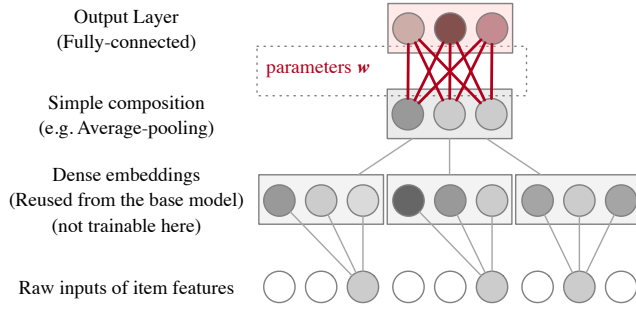 Output Layer
(Fully-connected)
parameters w
Simple composition
(e.g. Average-pooling)
Dense embeddings
(Reused from the base model)
(not trainable here)
Raw inputs of item features